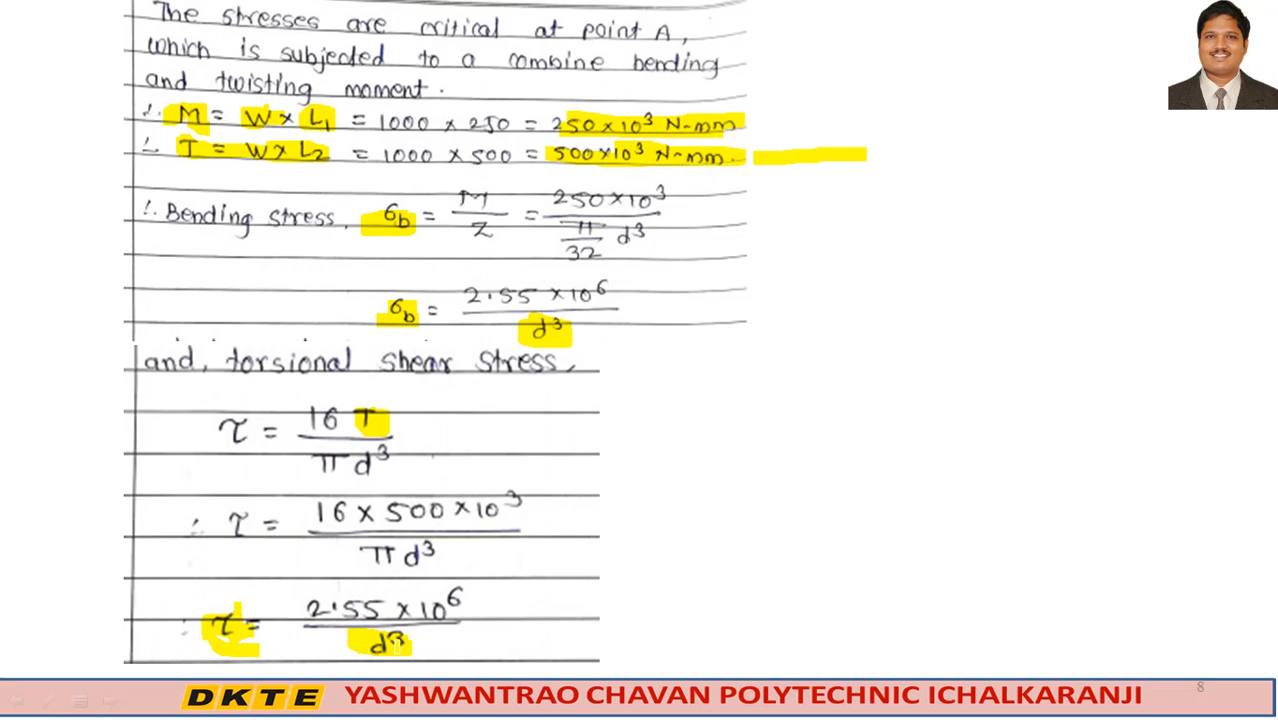 The stresses are critical at point A,
which is subjected to a combine bending
and twisting moment.
∴ M = W × L₁ = 1000 × 250 = 250×10³ N-mm
∴ T = W × L₂ = 1000 × 500 = 500×10³ N-mm.
∴ Bending stress, σb = M / Z = 250×10³ / (π/32 d³)
σb = 2.55 ×10⁶ / d³
and, torsional shear stress,
τ = 16 T / π d³
∴ τ = 16 × 500 × 10³ / π d³
∴ τ = 2.55 × 10⁶ / d³
DKTE YASHWANTRAO CHAVAN POLYTECHNIC ICHALKARANJI
8